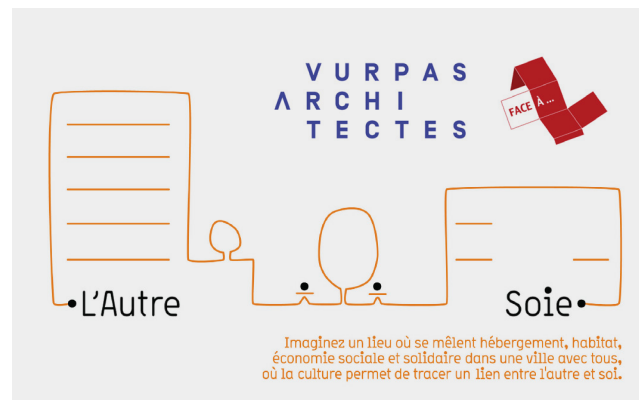 VURPAS
ARCHI
TECTES
FACE À ...
L'Autre
Soie
Imaginez un lieu où se mêlent hébergement, habitat,
économie sociale et solidaire dans une ville avec tous,
où la culture permet de tracer un lien entre l'autre et soi.